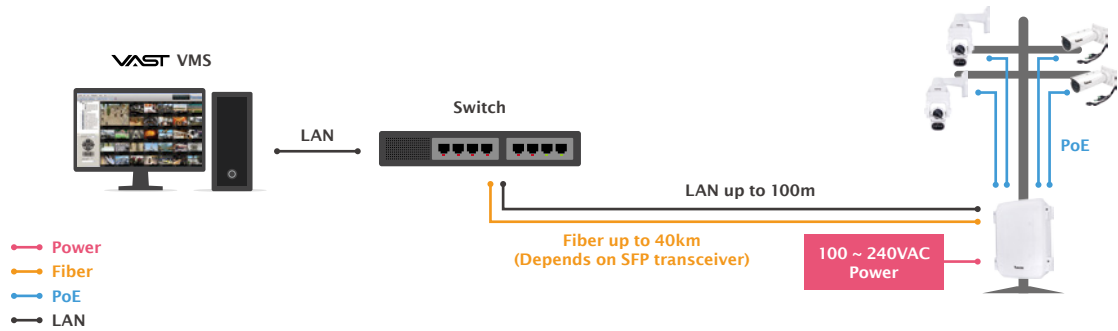 VAST VMS
Switch
LAN
PoE
LAN up to 100m
Fiber up to 40km
(Depends on SFP transceiver)
100 ~ 240VAC
Power
Power
Fiber
PoE
LAN